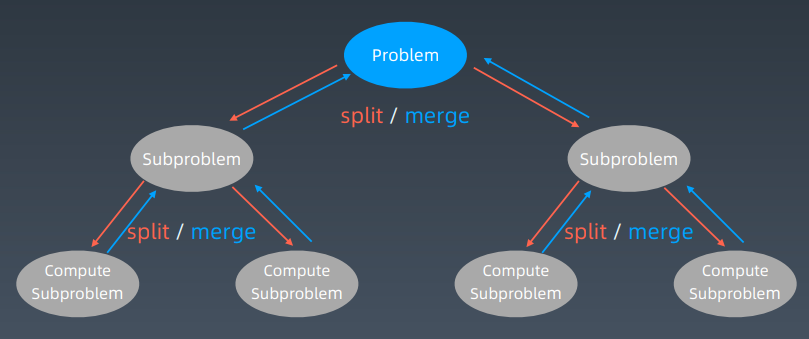 Problem
split / merge
Subproblem
Subproblem
split / merge
split / merge
Compute
Subproblem
Compute
Subproblem
Compute
Subproblem
Compute
Subproblem